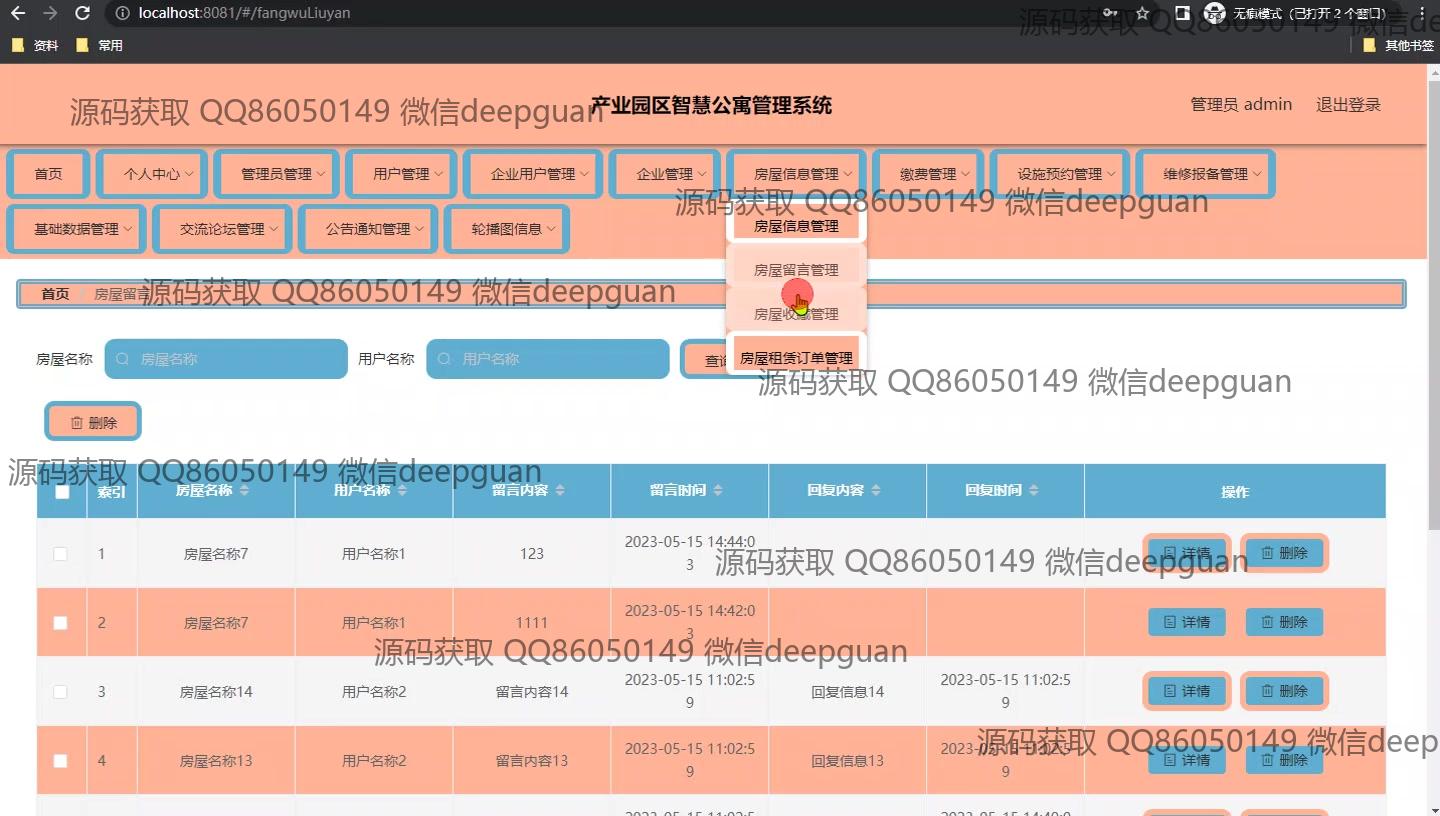 localhost:8081/#/fangwuLiuyan
无痕模式（已打开 2 个窗口）
资料
常用
其他书签
源码获取 QQ86050149 微信de
源码获取 QQ86050149 微信deepguan
产业园区智慧公寓管理系统
管理员 admin
退出登录
首页
个人中心
管理员管理
用户管理
企业用户管理
企业管理
房屋信息管理
缴费管理
设施预约管理
维修报备管理
源码获取 QQ86050149 微信deepguan
基础数据管理
交流论坛管理
公告通知管理
轮播图信息
房屋信息管理
房屋留言管理
房屋收藏管理
房屋租赁订单管理
首页
房屋留言
源码获取 QQ86050149 微信deepguan
房屋名称
房屋名称
用户名称
用户名称
查询
源码获取 QQ86050149 微信deepguan
删除
源码获取 QQ86050149 微信deepguan
索引 房屋名称 用户名称 留言内容 留言时间 回复内容 回复时间 操作
1 房屋名称7 用户名称1 123 2023-05-15 14:44:0
3
详情 删除
源码获取 QQ86050149 微信deepguan
2 房屋名称7 用户名称1 1111 2023-05-15 14:42:0
3
详情 删除
源码获取 QQ86050149 微信deepguan
3 房屋名称14 用户名称2 留言内容14 2023-05-15 11:02:5
9
回复信息14 2023-05-15 11:02:5
9
详情 删除
源码获取 QQ86050149 微信deep
4 房屋名称13 用户名称2 留言内容13 2023-05-15 11:02:5
9
回复信息13 2023-05-15 11:02:5
9
详情 删除